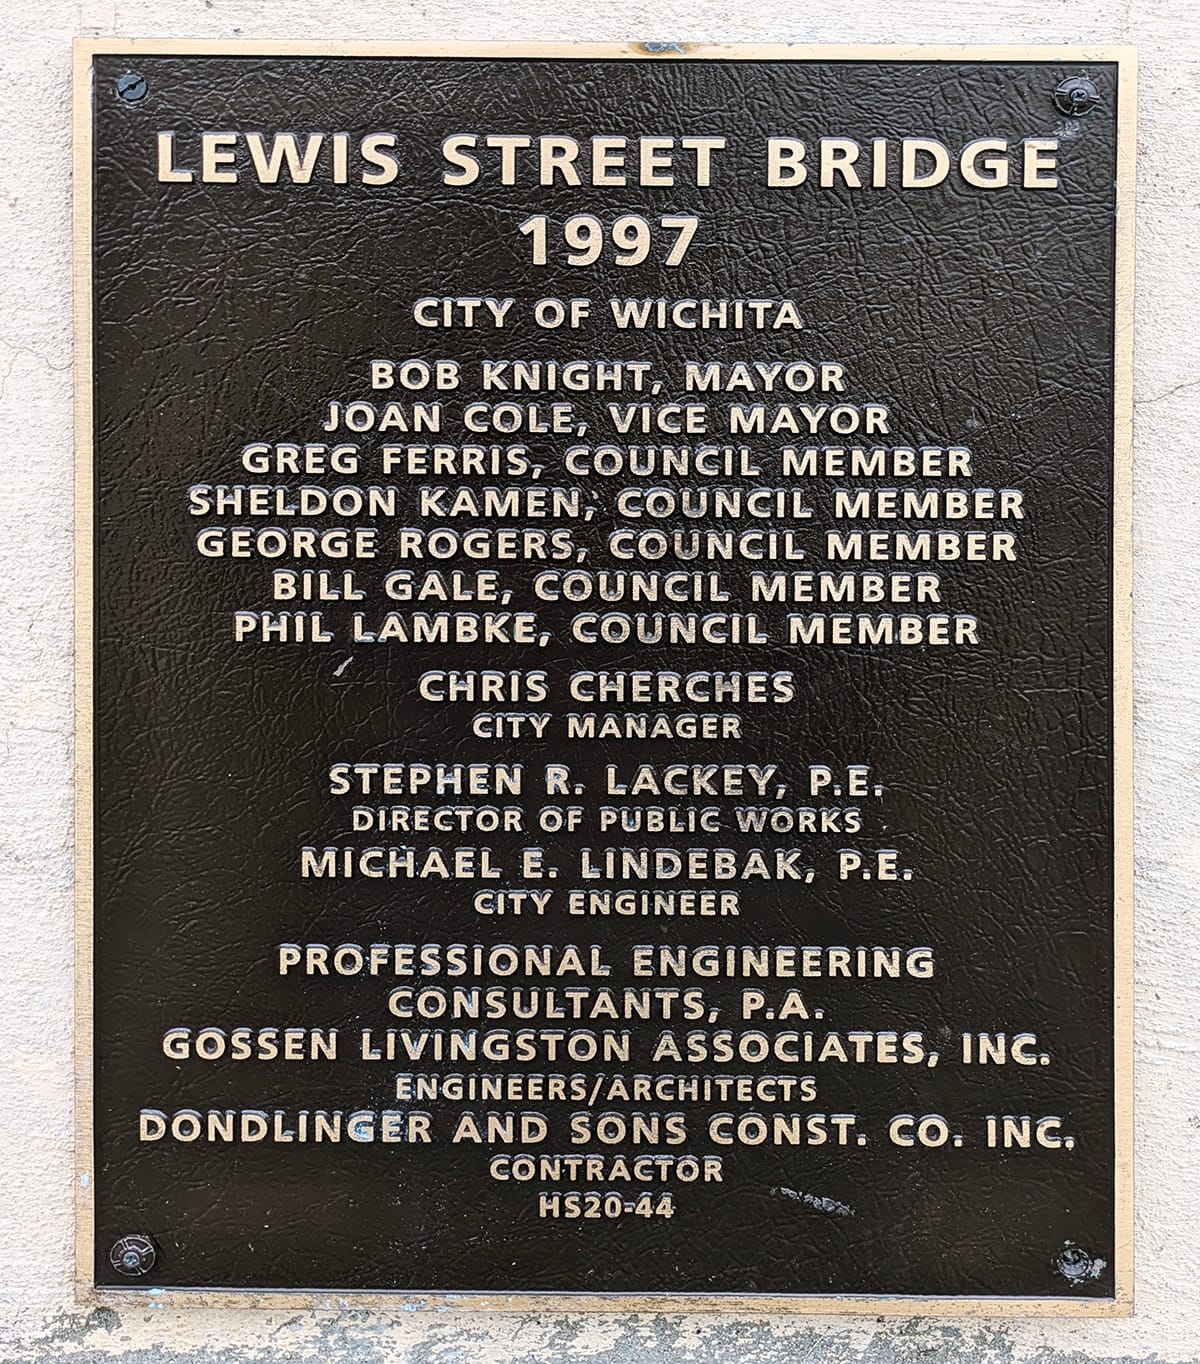 LEWIS STREET BRIDGE
1997
CITY OF WICHITA
BOB KNIGHT, MAYOR
JOAN COLE, VICE MAYOR
GREG FERRIS, COUNCIL MEMBER
SHELDON KAMEN, COUNCIL MEMBER
GEORGE ROGERS, COUNCIL MEMBER
BILL GALE, COUNCIL MEMBER
PHIL LAMBKE, COUNCIL MEMBER
CHRIS CHERCHES
CITY MANAGER
STEPHEN R. LACKEY, P.E.
DIRECTOR OF PUBLIC WORKS
MICHAEL E. LINDEBAK, P.E.
CITY ENGINEER
PROFESSIONAL ENGINEERING
CONSULTANTS, P.A.
GOSSEN LIVINGSTON ASSOCIATES, INC.
ENGINEERS/ARCHITECTS
DONDLINGER AND SONS CONST. CO. INC.
CONTRACTOR
HS20-44